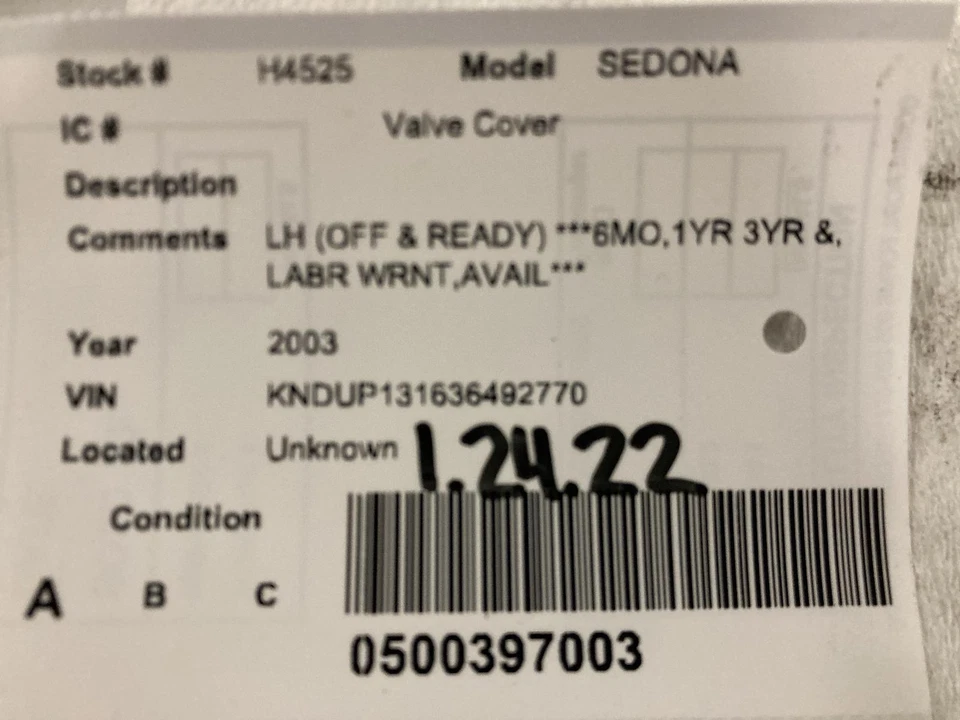 Stock # H4525 Model SEDONA
IC # Valve Cover
Description
Comments LH (OFF & READY) ***6MO,1YR 3YR &,
LABR WRNT,AVAIL***
Year 2003
VIN KNDUP131636492770
Located Unknown 1.24.22
Condition
A B C
0500397003